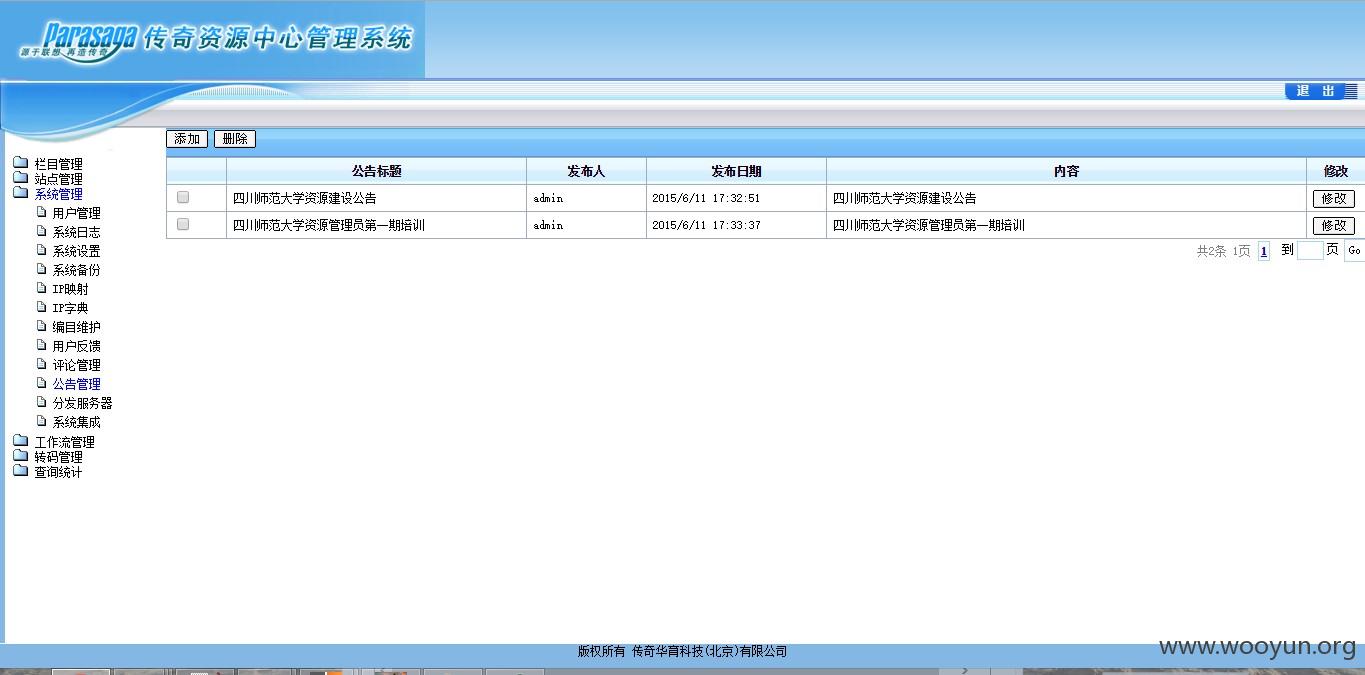 Parasaga 传奇资源中心管理系统
源于联想 再造传奇
退 出
添加 删除
栏目管理
站点管理
系统管理
用户管理
系统日志
系统设置
系统备份
IP映射
IP字典
编目维护
用户反馈
评论管理
公告管理
分发服务器
系统集成
工作流管理
转码管理
查询统计
公告标题 发布人 发布日期 内容 修改
四川师范大学资源建设公告 admin 2015/6/11 17:32:51 四川师范大学资源建设公告 修改
四川师范大学资源管理员第一期培训 admin 2015/6/11 17:33:37 四川师范大学资源管理员第一期培训 修改
共2条 1页 1 到 页 Go
版权所有 传奇华育科技(北京)有限公司
www.wooyun.org